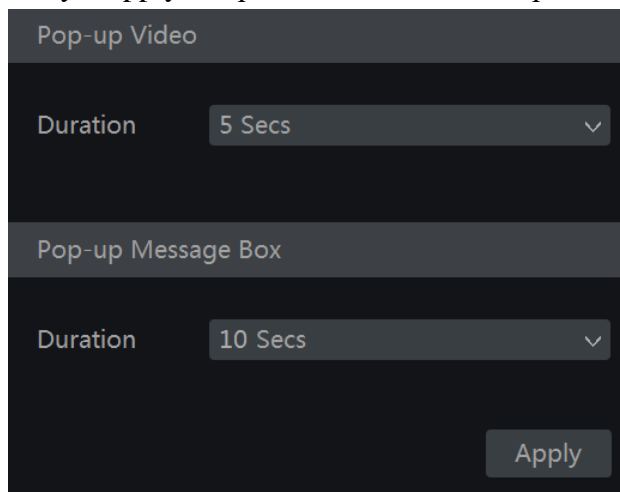 Pop-up Video
Duration 5 Secs
Pop-up Message Box
Duration 10 Secs
Apply